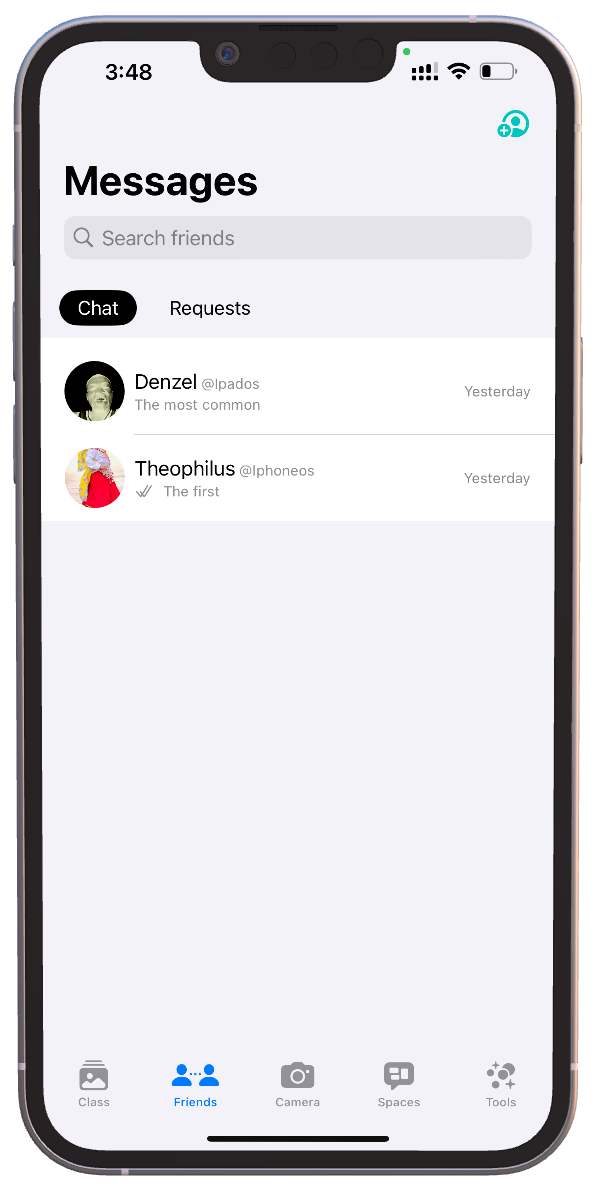 3:48
Messages
Search friends
Chat Requests
Denzel @Ipados
The most common
Yesterday
Theophilus @Iphoneos
The first
Yesterday
Class Friends Camera Spaces Tools